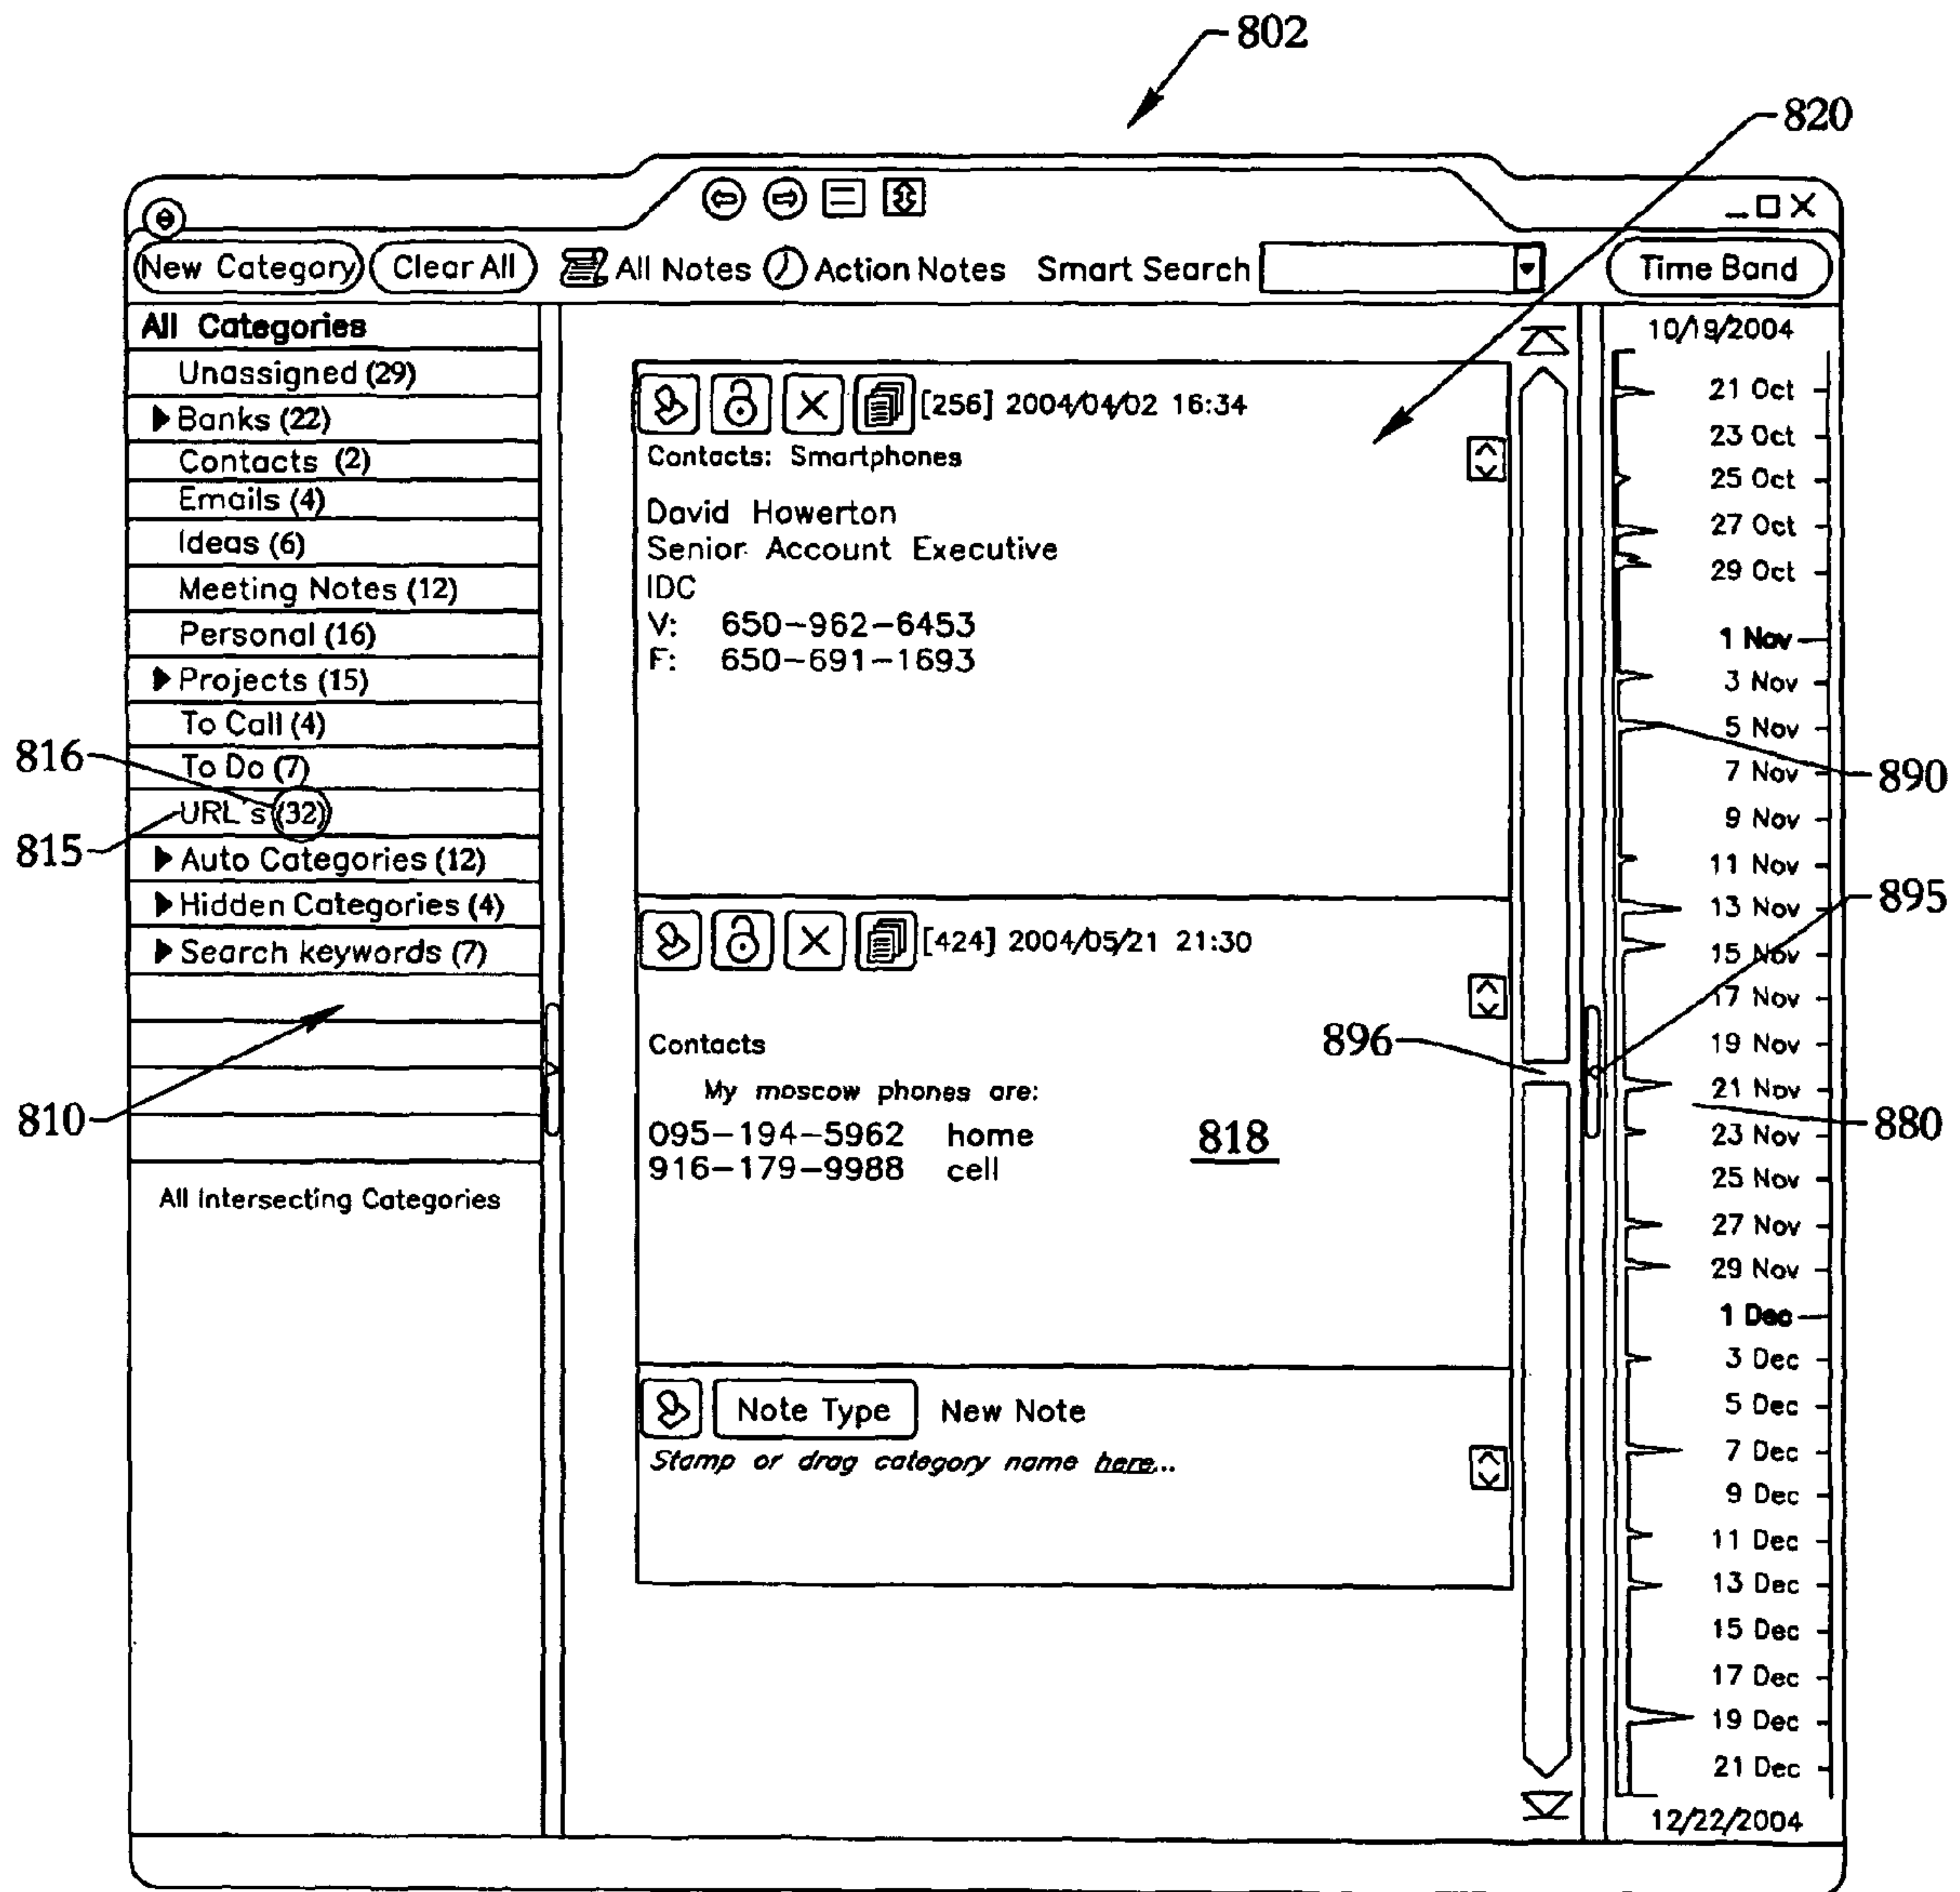 802
820
New Category Clear All All Notes Action Notes Smart Search Time Band
All Categories
Unassigned (29)
Banks (22)
Contacts (2)
Emails (4)
Ideas (6)
Meeting Notes (12)
Personal (16)
Projects (15)
To Call (4)
To Do (7)
URL's (32)
Auto Categories (12)
Hidden Categories (4)
Search keywords (7)
All Intersecting Categories
816
815
810
[256] 2004/04/02 16:34
Contacts: Smartphones
David Howerton
Senior Account Executive
IDC
V: 650-962-6453
F: 650-691-1693
[424] 2004/05/21 21:30
Contacts
My moscow phones are:
095-194-5962 home
916-179-9988 cell
818
896
Note Type New Note
Stamp or drag category name here...
10/19/2004
21 Oct
23 Oct
25 Oct
27 Oct
29 Oct
1 Nov
3 Nov
5 Nov
7 Nov
9 Nov
11 Nov
13 Nov
15 Nov
17 Nov
19 Nov
21 Nov
23 Nov
25 Nov
27 Nov
29 Nov
1 Dec
3 Dec
5 Dec
7 Dec
9 Dec
11 Dec
13 Dec
15 Dec
17 Dec
19 Dec
21 Dec
12/22/2004
890
895
880